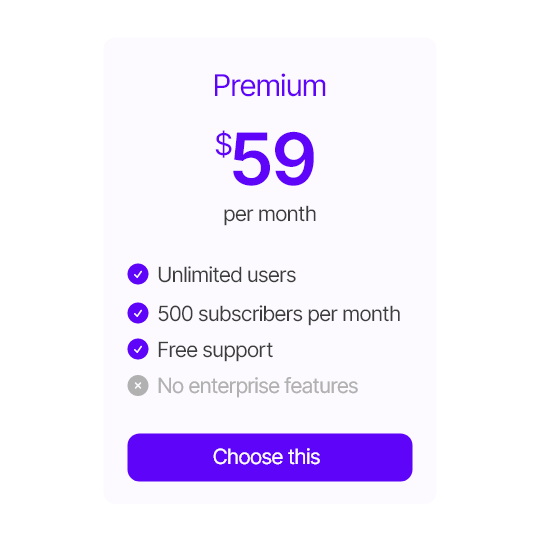 Premium
$59
per month
Unlimited users
500 subscribers per month
Free support
No enterprise features
Choose this